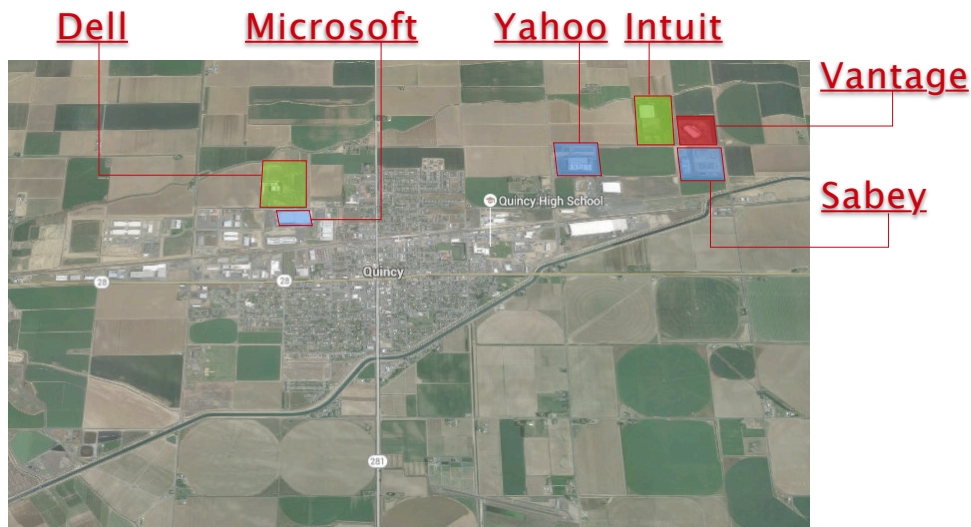 Dell
Microsoft
Yahoo
Intuit
Vantage
Sabey
Quincy High School
Quincy
28
28
281